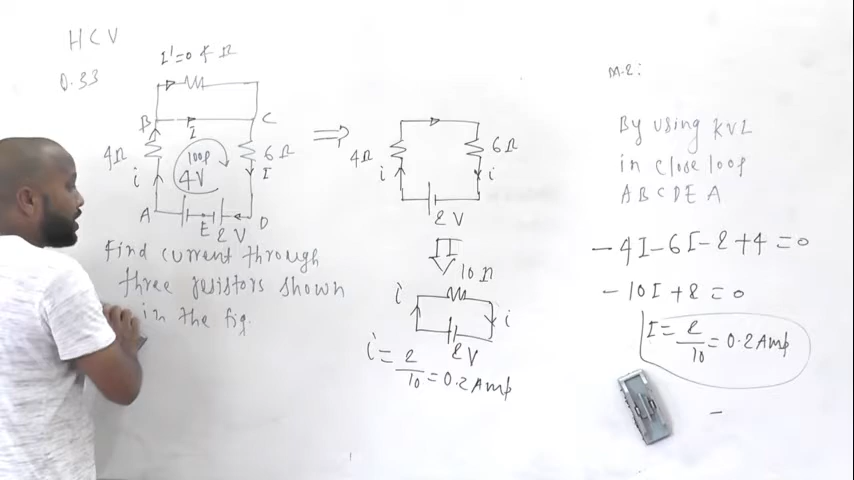 HCV
Q.33
I'=0 4 Ω
B
I
C
4Ω
loop
6Ω
i
4V
I
A
E
2V
D
Find current through
three resistors shown
in the fig.
⇒
4Ω
6Ω
i
i
2V
10Ω
i
i
2V
i = 2/10 = 0.2 Amp
M-2:
By using KVL
in close loop
ABCDEA
-4I-6I-2+4=0
-10I+2=0
I = 2/10 = 0.2 Amp
-